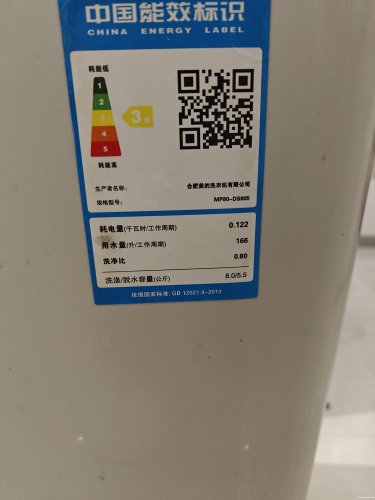 中国能效标识
CHINA ENERGY LABEL
耗能低
1
2
3
4
5
3级
耗能高
生产者名称: 合肥美的洗衣机有限公司
规格型号: MP80-DS805
耗电量(千瓦时/工作周期) 0.122
用水量(升/工作周期) 166
洗净比 0.80
洗涤/脱水容量(公斤) 8.0/5.5
依据国家标准: GB 12021.4-2013